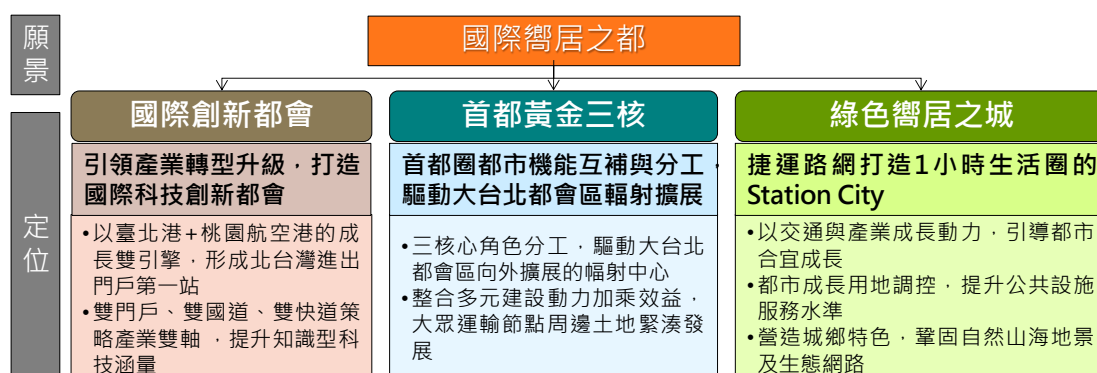 願
景
國際嚮居之都
定
位
國際創新都會
引領產業轉型升級，打造
國際科技創新都會
•以臺北港+桃園航空港的成
長雙引擎，形成北台灣進出
門戶第一站
•雙門戶、雙國道、雙快道策
略產業雙軸 ，提升知識型科
技涵量
首都黃金三核
首都圈都市機能互補與分工，
驅動大台北都會區輻射擴展
•三核心角色分工，驅動大台北
都會區向外擴展的輻射中心
•整合多元建設動力加乘效益，
大眾運輸節點周邊土地緊湊發
展
綠色嚮居之城
捷運路網打造1小時生活圈的
Station City
•以交通與產業成長動力，引導都市
合宜成長
•都市成長用地調控，提升公共設施
服務水準
•營造城鄉特色，鞏固自然山海地景
及生態網路